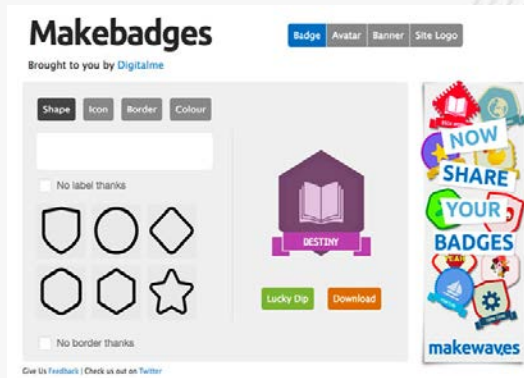 Makebadges
Badge Avatar Banner Site Logo
Brought to you by Digitalme
Shape Icon Border Colour
No label thanks
DESTINY
Lucky Dip Download
No border thanks
Give Us Feedback | Check us out on Twitter
NOW
SHARE
YOUR
BADGES
makewaves